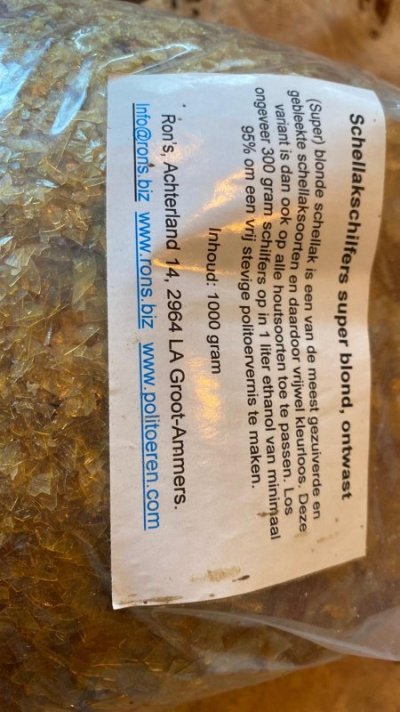 Schellakschilfers super blond, ontwast
(Super) blonde schellak is een van de meest gezuiverde en
gebleekte schellaksoorten en daardoor vrijwel kleurloos. Deze
variant is dan ook op alle houtsoorten toe te passen. Los
ongeveer 300 gram schilfers op in 1 liter ethanol van minimaal
95% om een vrij stevige politoervernis te maken.
Inhoud: 1000 gram
Ron's, Achterland 14, 2964 LA Groot-Ammers.
Info@rons.biz www.rons.biz www.politoeren.com